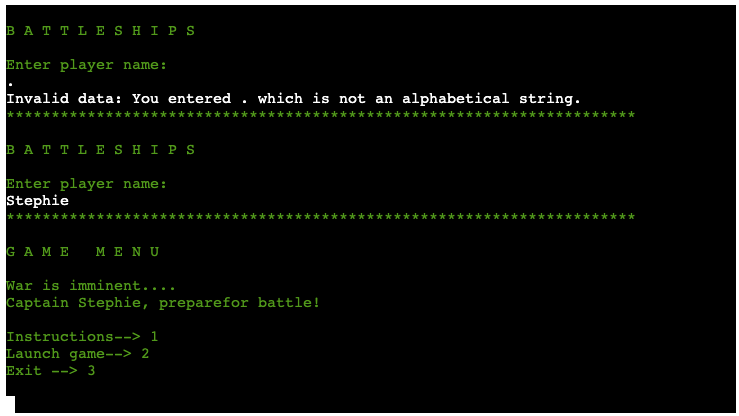 B A T T L E S H I P S
Enter player name:
.
Invalid data: You entered . which is not an alphabetical string.
**********************************************************************
B A T T L E S H I P S
Enter player name:
Stephie
**********************************************************************
G A M E   M E N U
War is imminent....
Captain Stephie, preparefor battle!
Instructions--> 1
Launch game--> 2
Exit --> 3